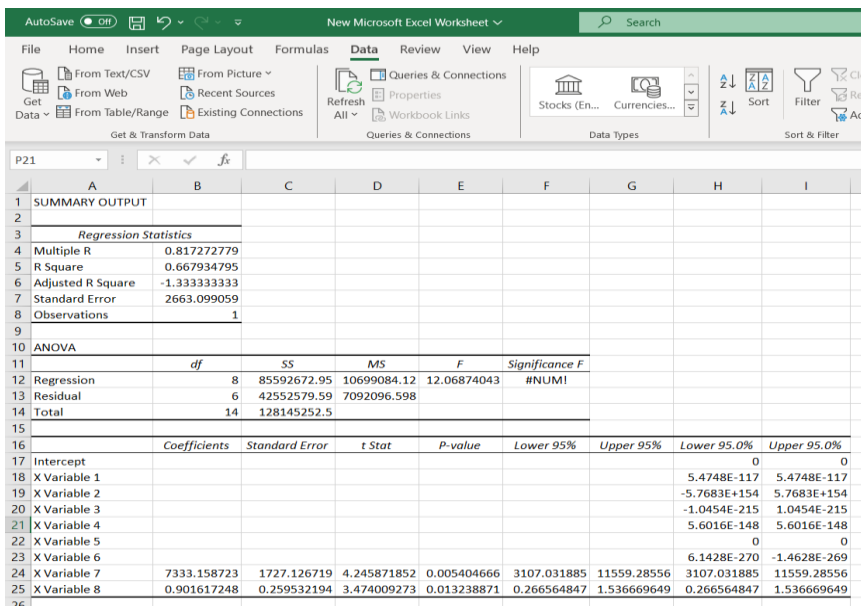 AutoSave Off New Microsoft Excel Worksheet Search
File Home Insert Page Layout Formulas Data Review View Help
Get Data
From Text/CSV
From Web
From Table/Range
From Picture
Recent Sources
Existing Connections
Get & Transform Data
Refresh All
Queries & Connections
Properties
Workbook Links
Queries & Connections
Stocks (En... Currencies...
Data Types
Sort
Filter
Sort & Filter
P21 fx
A B C D E F G H I
1 SUMMARY OUTPUT
2
3 Regression Statistics
4 Multiple R 0.817272779
5 R Square 0.667934795
6 Adjusted R Square -1.333333333
7 Standard Error 2663.099059
8 Observations 1
9
10 ANOVA
11 df SS MS F Significance F
12 Regression 8 85592672.95 10699084.12 12.06874043 #NUM!
13 Residual 6 42552579.59 7092096.598
14 Total 14 128145252.5
15
16 Coefficients Standard Error t Stat P-value Lower 95% Upper 95% Lower 95.0% Upper 95.0%
17 Intercept 0 0
18 X Variable 1 5.4748E-117 5.4748E-117
19 X Variable 2 -5.7683E+154 5.7683E+154
20 X Variable 3 -1.0454E-215 1.0454E-215
21 X Variable 4 5.6016E-148 5.6016E-148
22 X Variable 5 0 0
23 X Variable 6 6.1428E-270 -1.4628E-269
24 X Variable 7 7333.158723 1727.126719 4.245871852 0.005404666 3107.031885 11559.28556 3107.031885 11559.28556
25 X Variable 8 0.901617248 0.259532194 3.474009273 0.013238871 0.266564847 1.536669649 0.266564847 1.536669649